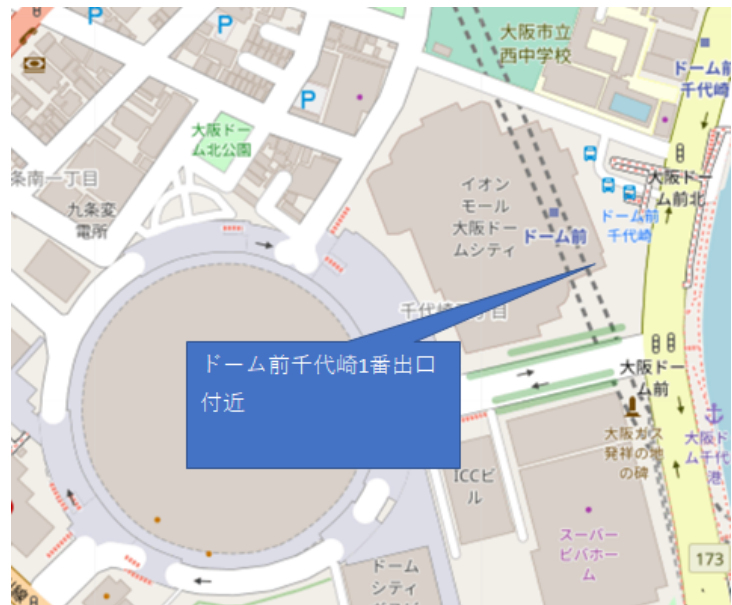 P
P
P
大阪市立
西中学校
ドーム前
千代崎
大阪ドー
ム北公園
条南一丁目
九条変
電所
イオン
モール
大阪ドー
ムシティ
ドーム前
大阪ドー
ム前北
ドーム前
千代崎
千代崎三丁目
ドーム前千代崎1番出口
付近
大阪ドー
ム前
大阪ガス
発祥の地
の碑
大阪ド
ム千代
港
ICCビ
ル
スーパー
ビバホー
ム
173
ドーム
シティ